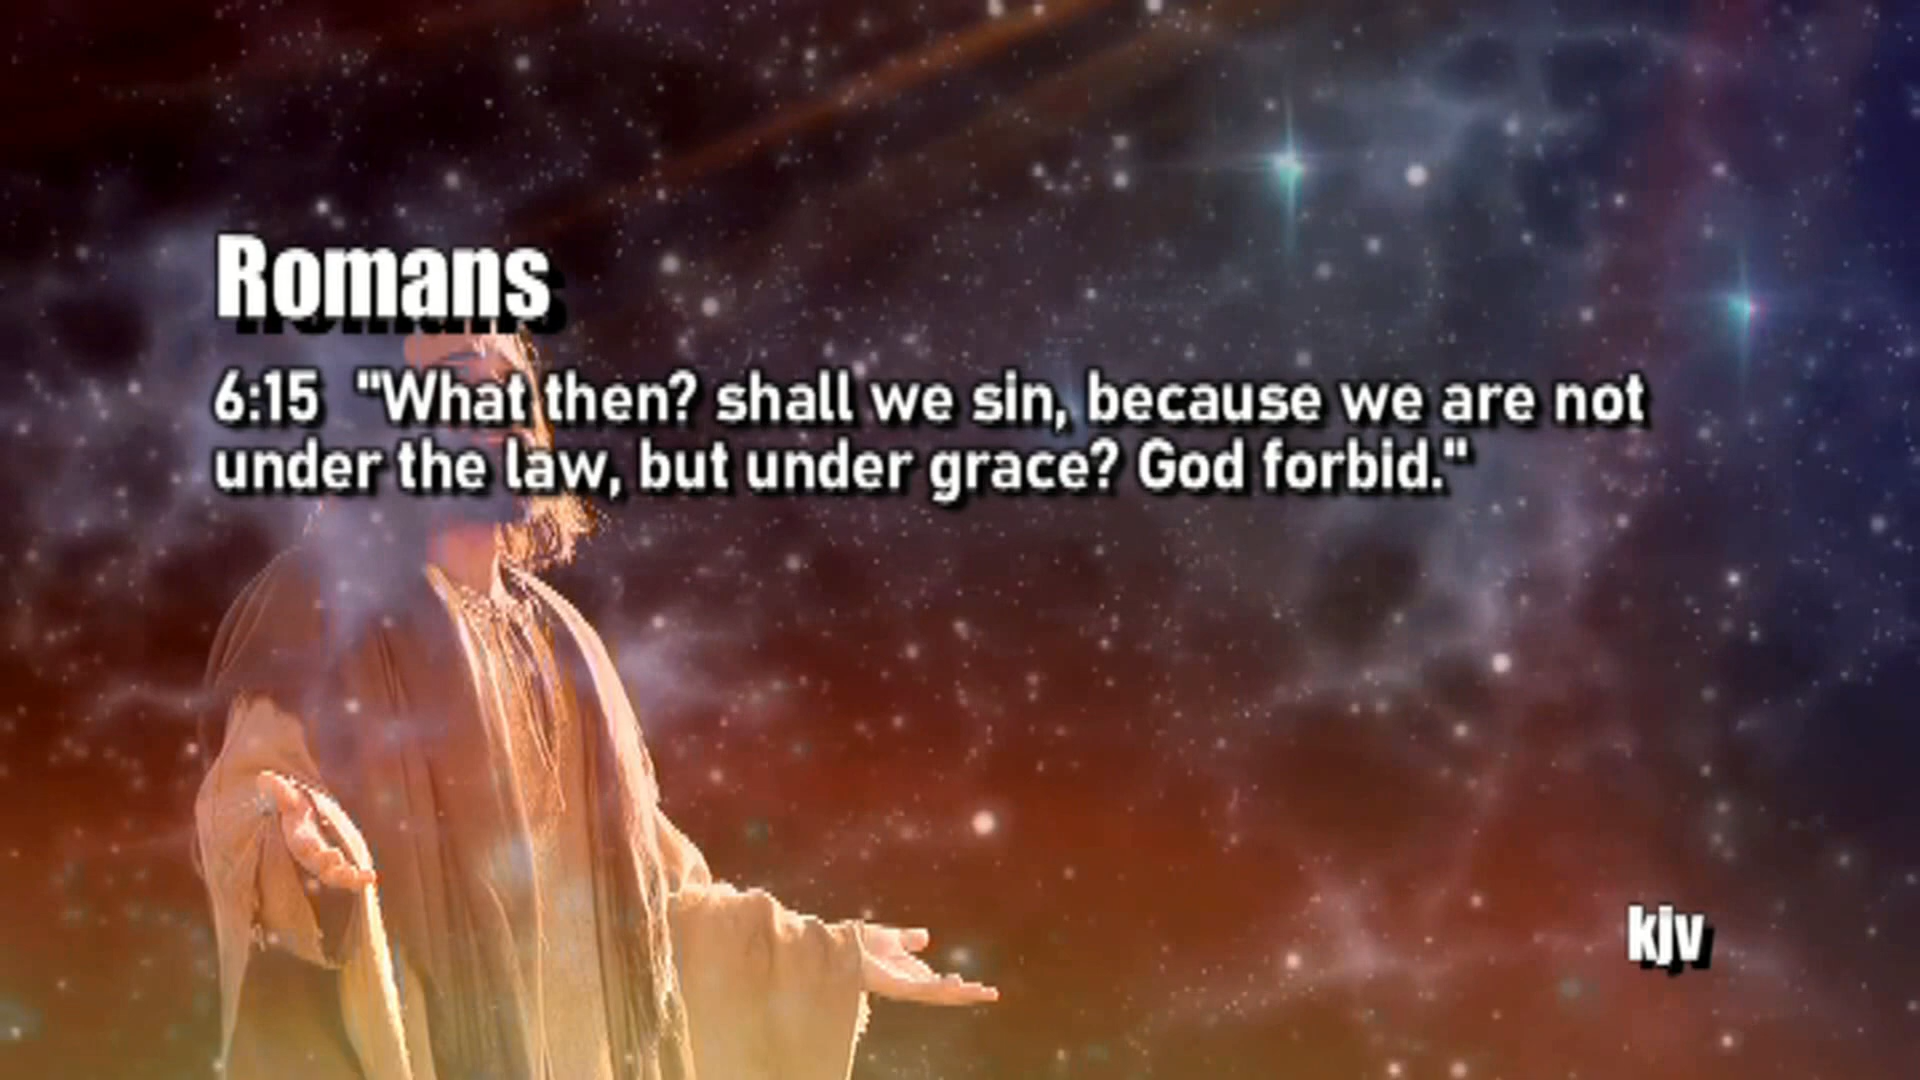 Romans
6:15 "What then? shall we sin, because we are not
under the law, but under grace? God forbid."
kjv